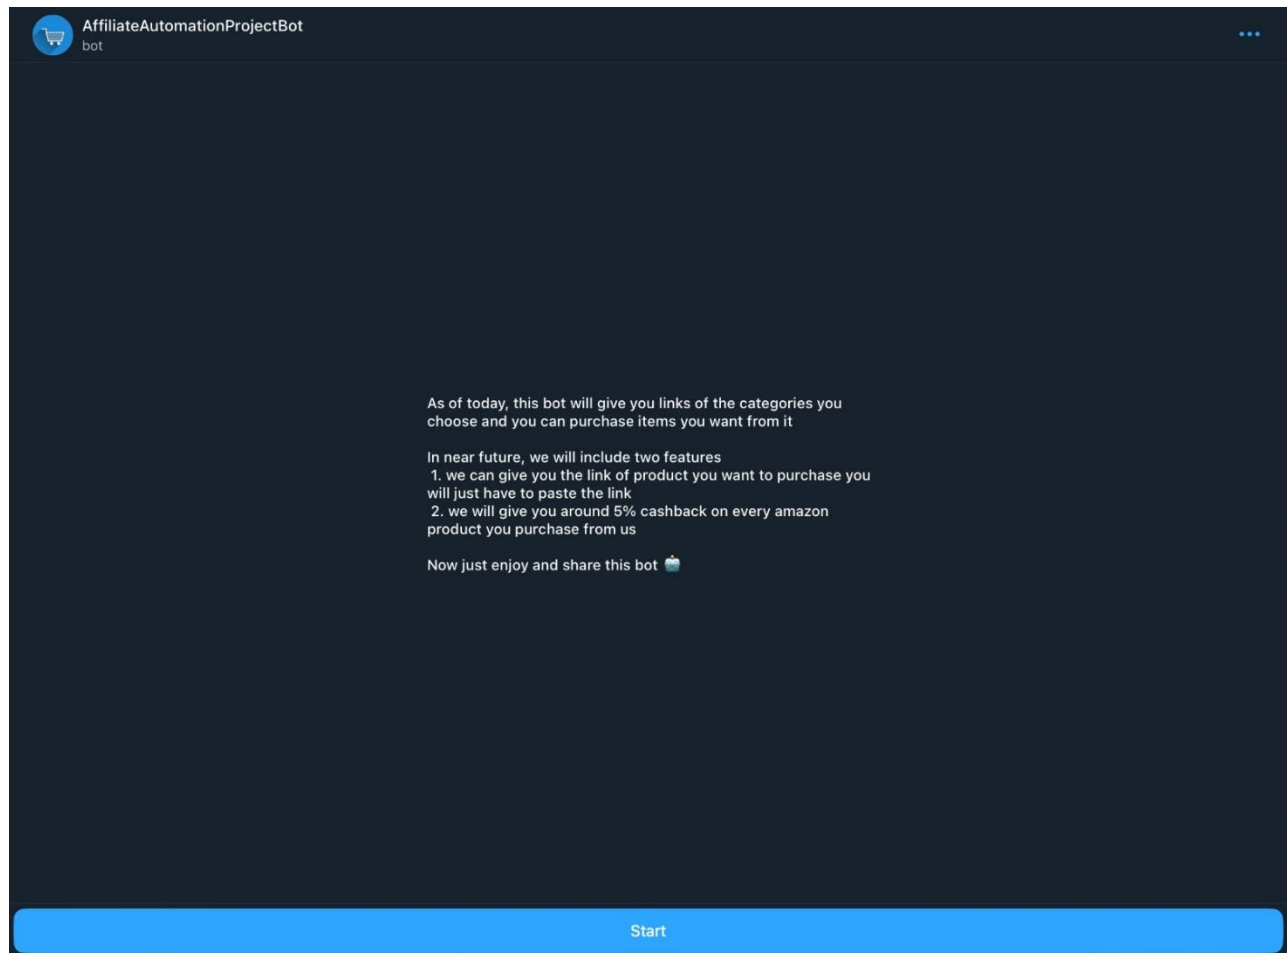 AffiliateAutomationProjectBot
bot
As of today, this bot will give you links of the categories you
choose and you can purchase items you want from it
In near future, we will include two features
1. we can give you the link of product you want to purchase you
will just have to paste the link
2. we will give you around 5% cashback on every amazon
product you purchase from us
Now just enjoy and share this bot
Start